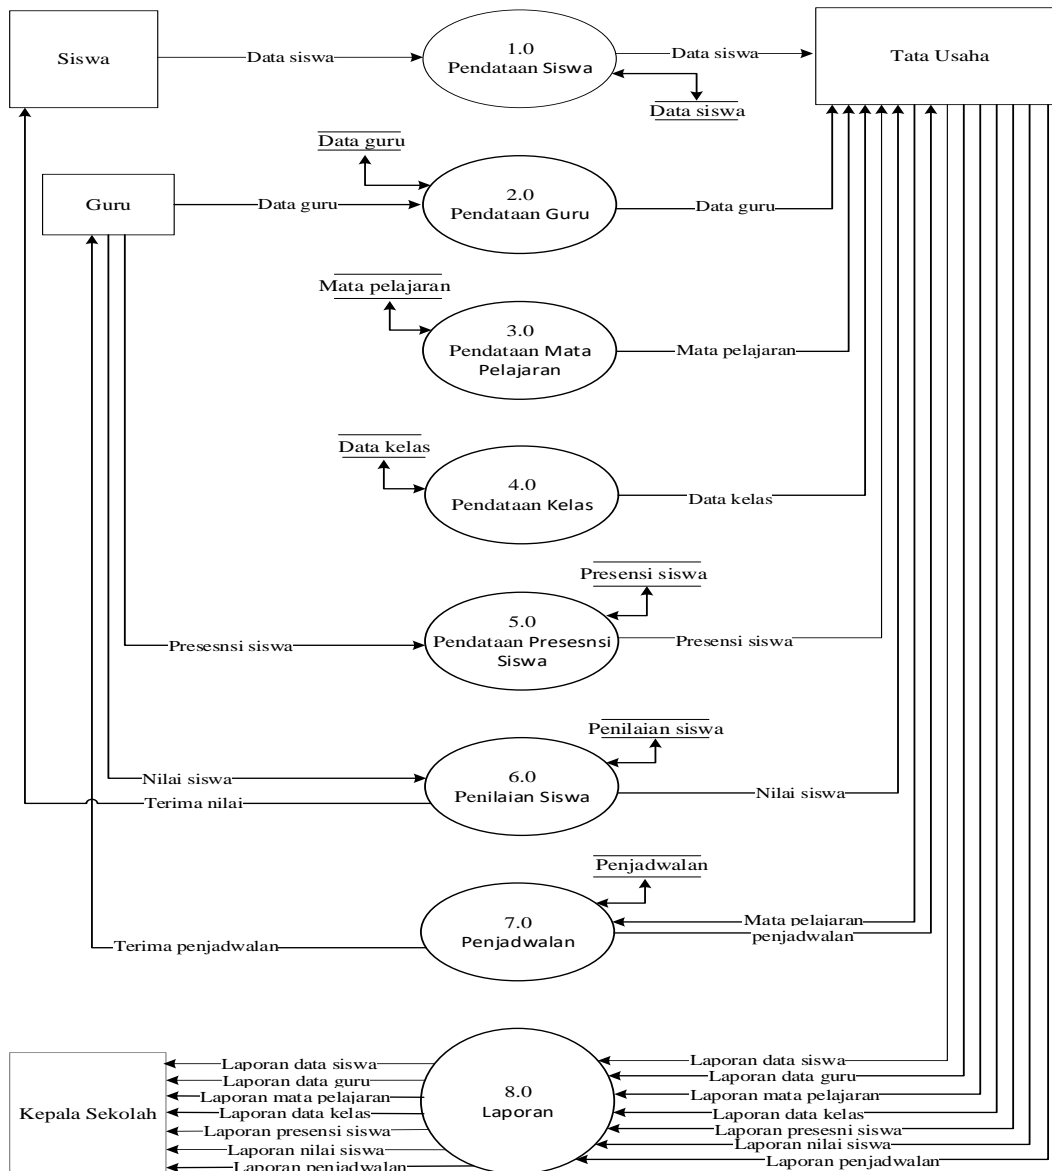 Siswa
Data siswa
1.0
Pendataan Siswa
Data siswa
Tata Usaha
Data siswa
Data guru
Guru
Data guru
2.0
Pendataan Guru
Data guru
Mata pelajaran
3.0
Pendataan Mata
Pelajaran
Mata pelajaran
Data kelas
4.0
Pendataan Kelas
Data kelas
Presensi siswa
Presesnsi siswa
5.0
Pendataan Presesnsi
Siswa
Presensi siswa
Penilaian siswa
Nilai siswa
Terima nilai
6.0
Penilaian Siswa
Nilai siswa
Penjadwalan
Terima penjadwalan
7.0
Penjadwalan
Mata pelajaran
penjadwalan
Kepala Sekolah
Laporan data siswa
Laporan data guru
Laporan mata pelajaran
Laporan data kelas
Laporan presensi siswa
Laporan nilai siswa
Laporan penjadwalan
8.0
Laporan
Laporan data siswa
Laporan data guru
Laporan mata pelajaran
Laporan data kelas
Laporan presesni siswa
Laporan nilai siswa
Laporan penjadwalan